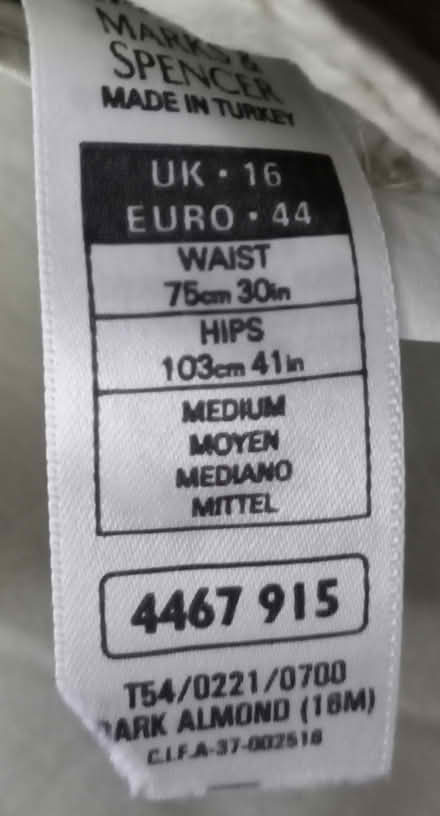 MARKS &
SPENCER
MADE IN TURKEY
UK · 16
EURO · 44
WAIST
75cm 30in
HIPS
103cm 41in
MEDIUM
MOYEN
MEDIANO
MITTEL
4467 915
T54/0221/0700
DARK ALMOND (16M)
C.I.F.A-37-002518